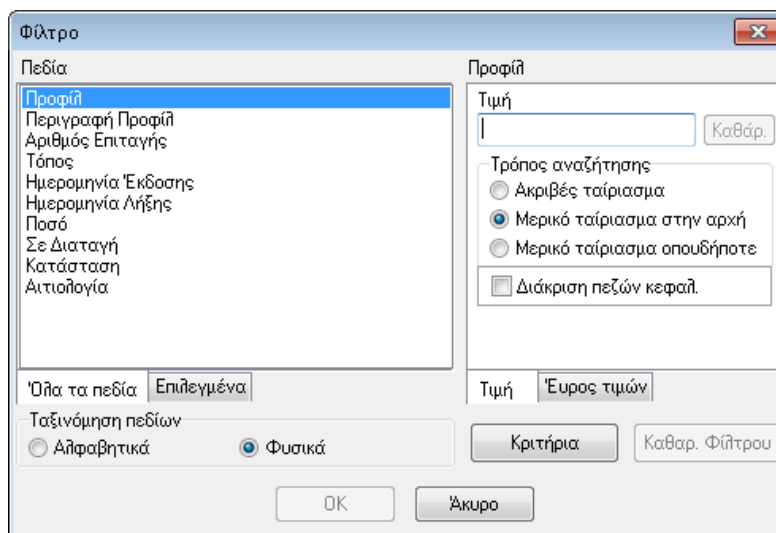 Φίλτρο
Πεδία
Προφίλ
Περιγραφή Προφίλ
Αριθμός Επιταγής
Τόπος
Ημερομηνία Έκδοσης
Ημερομηνία Λήξης
Ποσό
Σε Διαταγή
Κατάσταση
Αιτιολογία
Όλα τα πεδία Επιλεγμένα
Ταξινόμηση πεδίων
Αλφαβητικά Φυσικά
Προφίλ
Τιμή
Καθάρ.
Τρόπος αναζήτησης
Ακριβές ταίριασμα
Μερικό ταίριασμα στην αρχή
Μερικό ταίριασμα οπουδήποτε
Διάκριση πεζών κεφαλ.
Τιμή Έυρος τιμών
Κριτήρια Καθαρ. Φίλτρου
OK Άκυρο